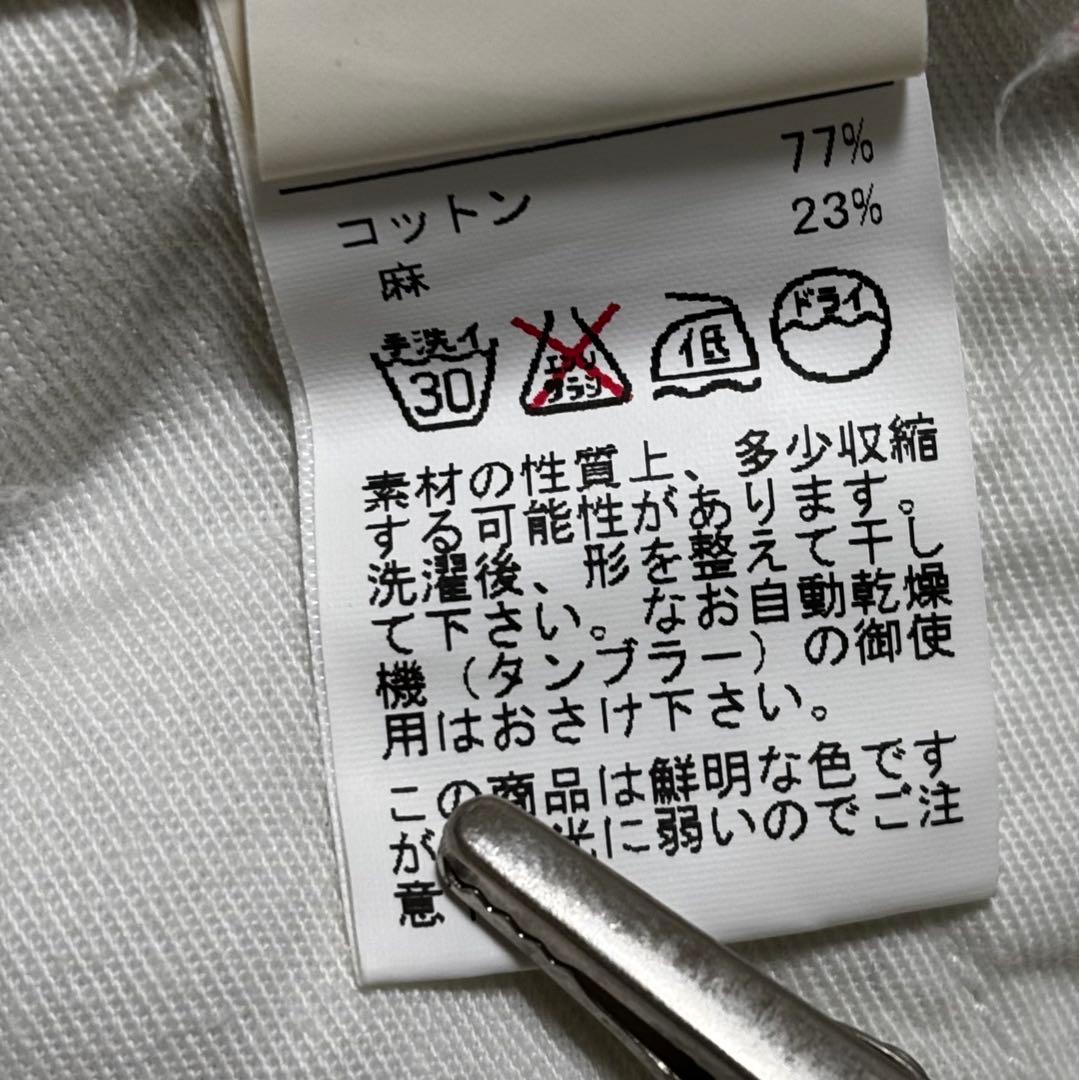 コットン 77%
麻 23%
手洗イ 30
エンソ サラシ
低
ドライ
素材の性質上、多少収縮
する可能性があります。
洗濯後、形を整えて干し
て下さい。なお自動乾燥
機（タンブラー）の御使
用はおさけ下さい。
この商品は鮮明な色です
が 光に弱いのでご注
意